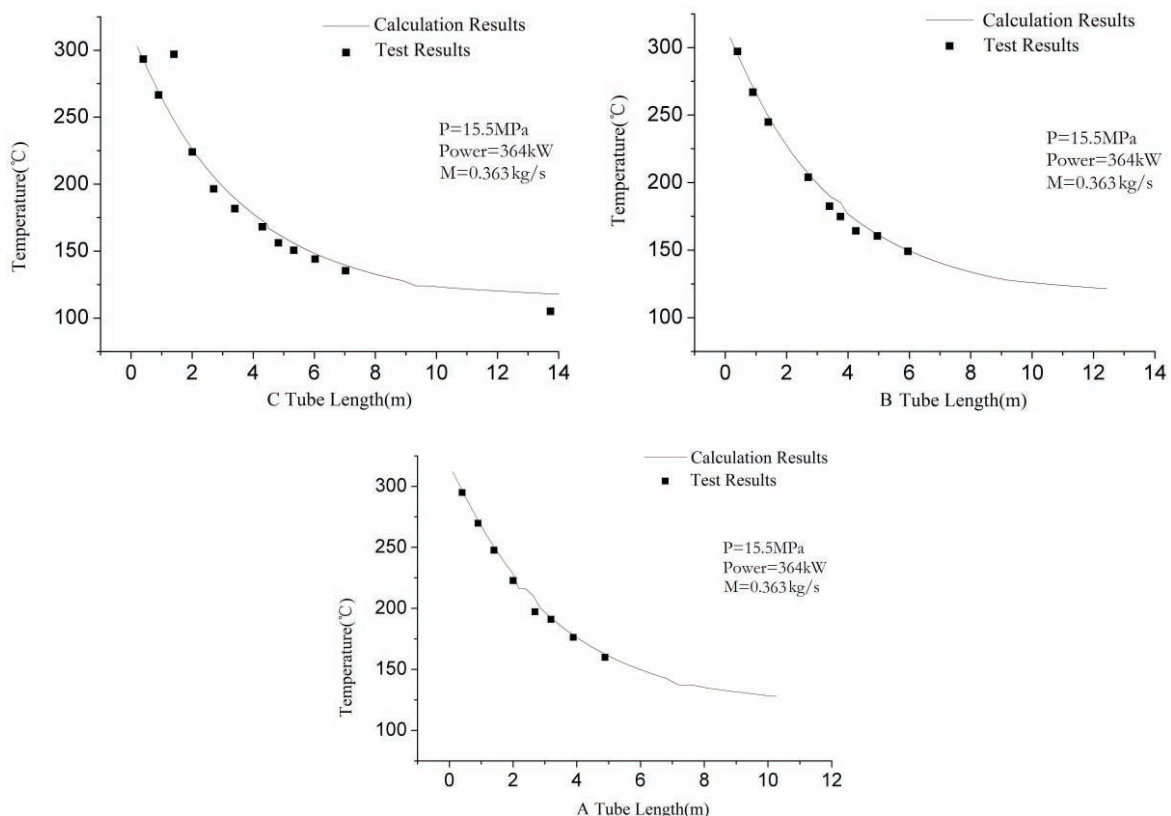 Calculation Results
Test Results
300
250
200
150
100
Temperature(℃)
P=15.5MPa
Power=364kW
M=0.363kg/s
0 2 4 6 8 10 12 14
C Tube Length(m)
Calculation Results
Test Results
300
250
200
150
100
Temperature(℃)
P=15.5MPa
Power=364kW
M=0.363kg/s
0 2 4 6 8 10 12 14
B Tube Length(m)
Calculation Results
Test Results
300
250
200
150
100
Temperature(℃)
P=15.5MPa
Power=364kW
M=0.363kg/s
0 2 4 6 8 10 12
A Tube Length(m)